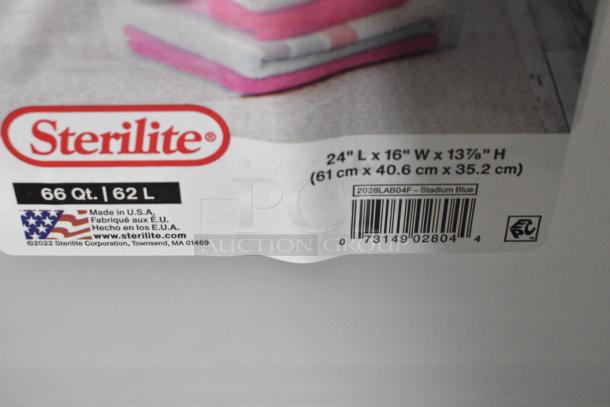 Sterilite®
24" L x 16" W x 13⅞" H
(61 cm x 40.6 cm x 35.2 cm)
66 Qt. | 62 L
2028LAB04F – Stadium Blue
Made in U.S.A.
Fabriqué aux É.U.
Hecho en los E.U.A.
www.sterilite.com
©2022 Sterilite Corporation, Townsend, MA 01469
0 73149 02804 4
PCI
AUCTION GROUP